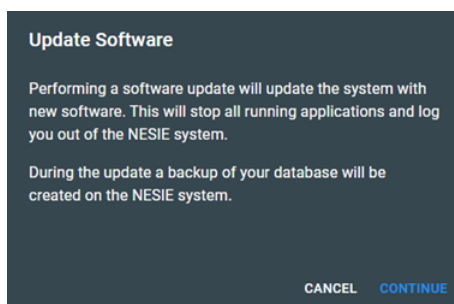 Update Software
Performing a software update will update the system with
new software. This will stop all running applications and log
you out of the NESIE system.
During the update a backup of your database will be
created on the NESIE system.
CANCEL CONTINUE